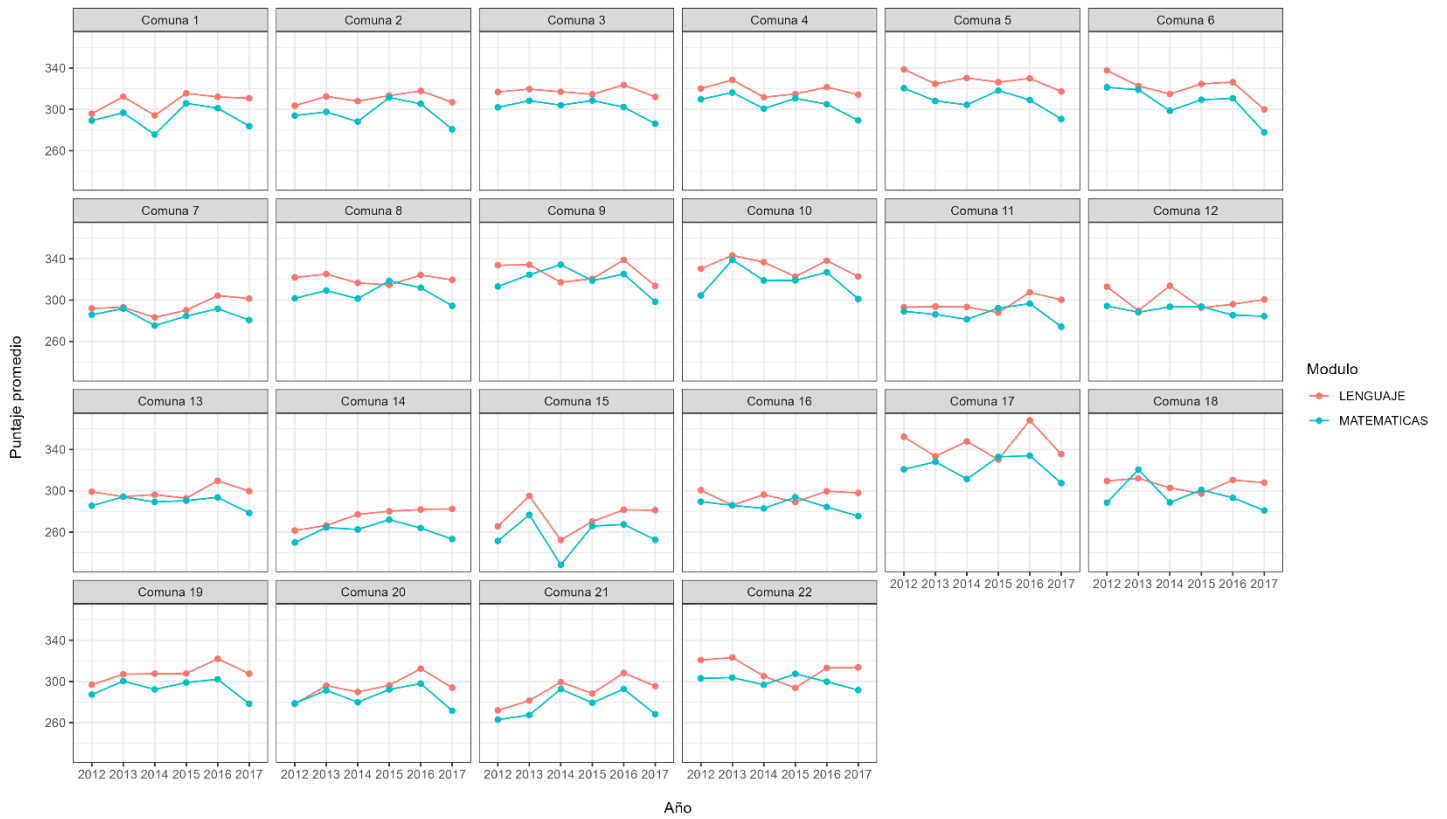 Comuna 1 Comuna 2 Comuna 3 Comuna 4 Comuna 5 Comuna 6
340
300
260
Comuna 7 Comuna 8 Comuna 9 Comuna 10 Comuna 11 Comuna 12
340
300
260
Comuna 13 Comuna 14 Comuna 15 Comuna 16 Comuna 17 Comuna 18
340
300
260
2012 2013 2014 2015 2016 2017 2012 2013 2014 2015 2016 2017
Comuna 19 Comuna 20 Comuna 21 Comuna 22
340
300
260
2012 2013 2014 2015 2016 2017 2012 2013 2014 2015 2016 2017 2012 2013 2014 2015 2016 2017 2012 2013 2014 2015 2016 2017
Año
Puntaje promedio
Modulo
LENGUAJE
MATEMATICAS